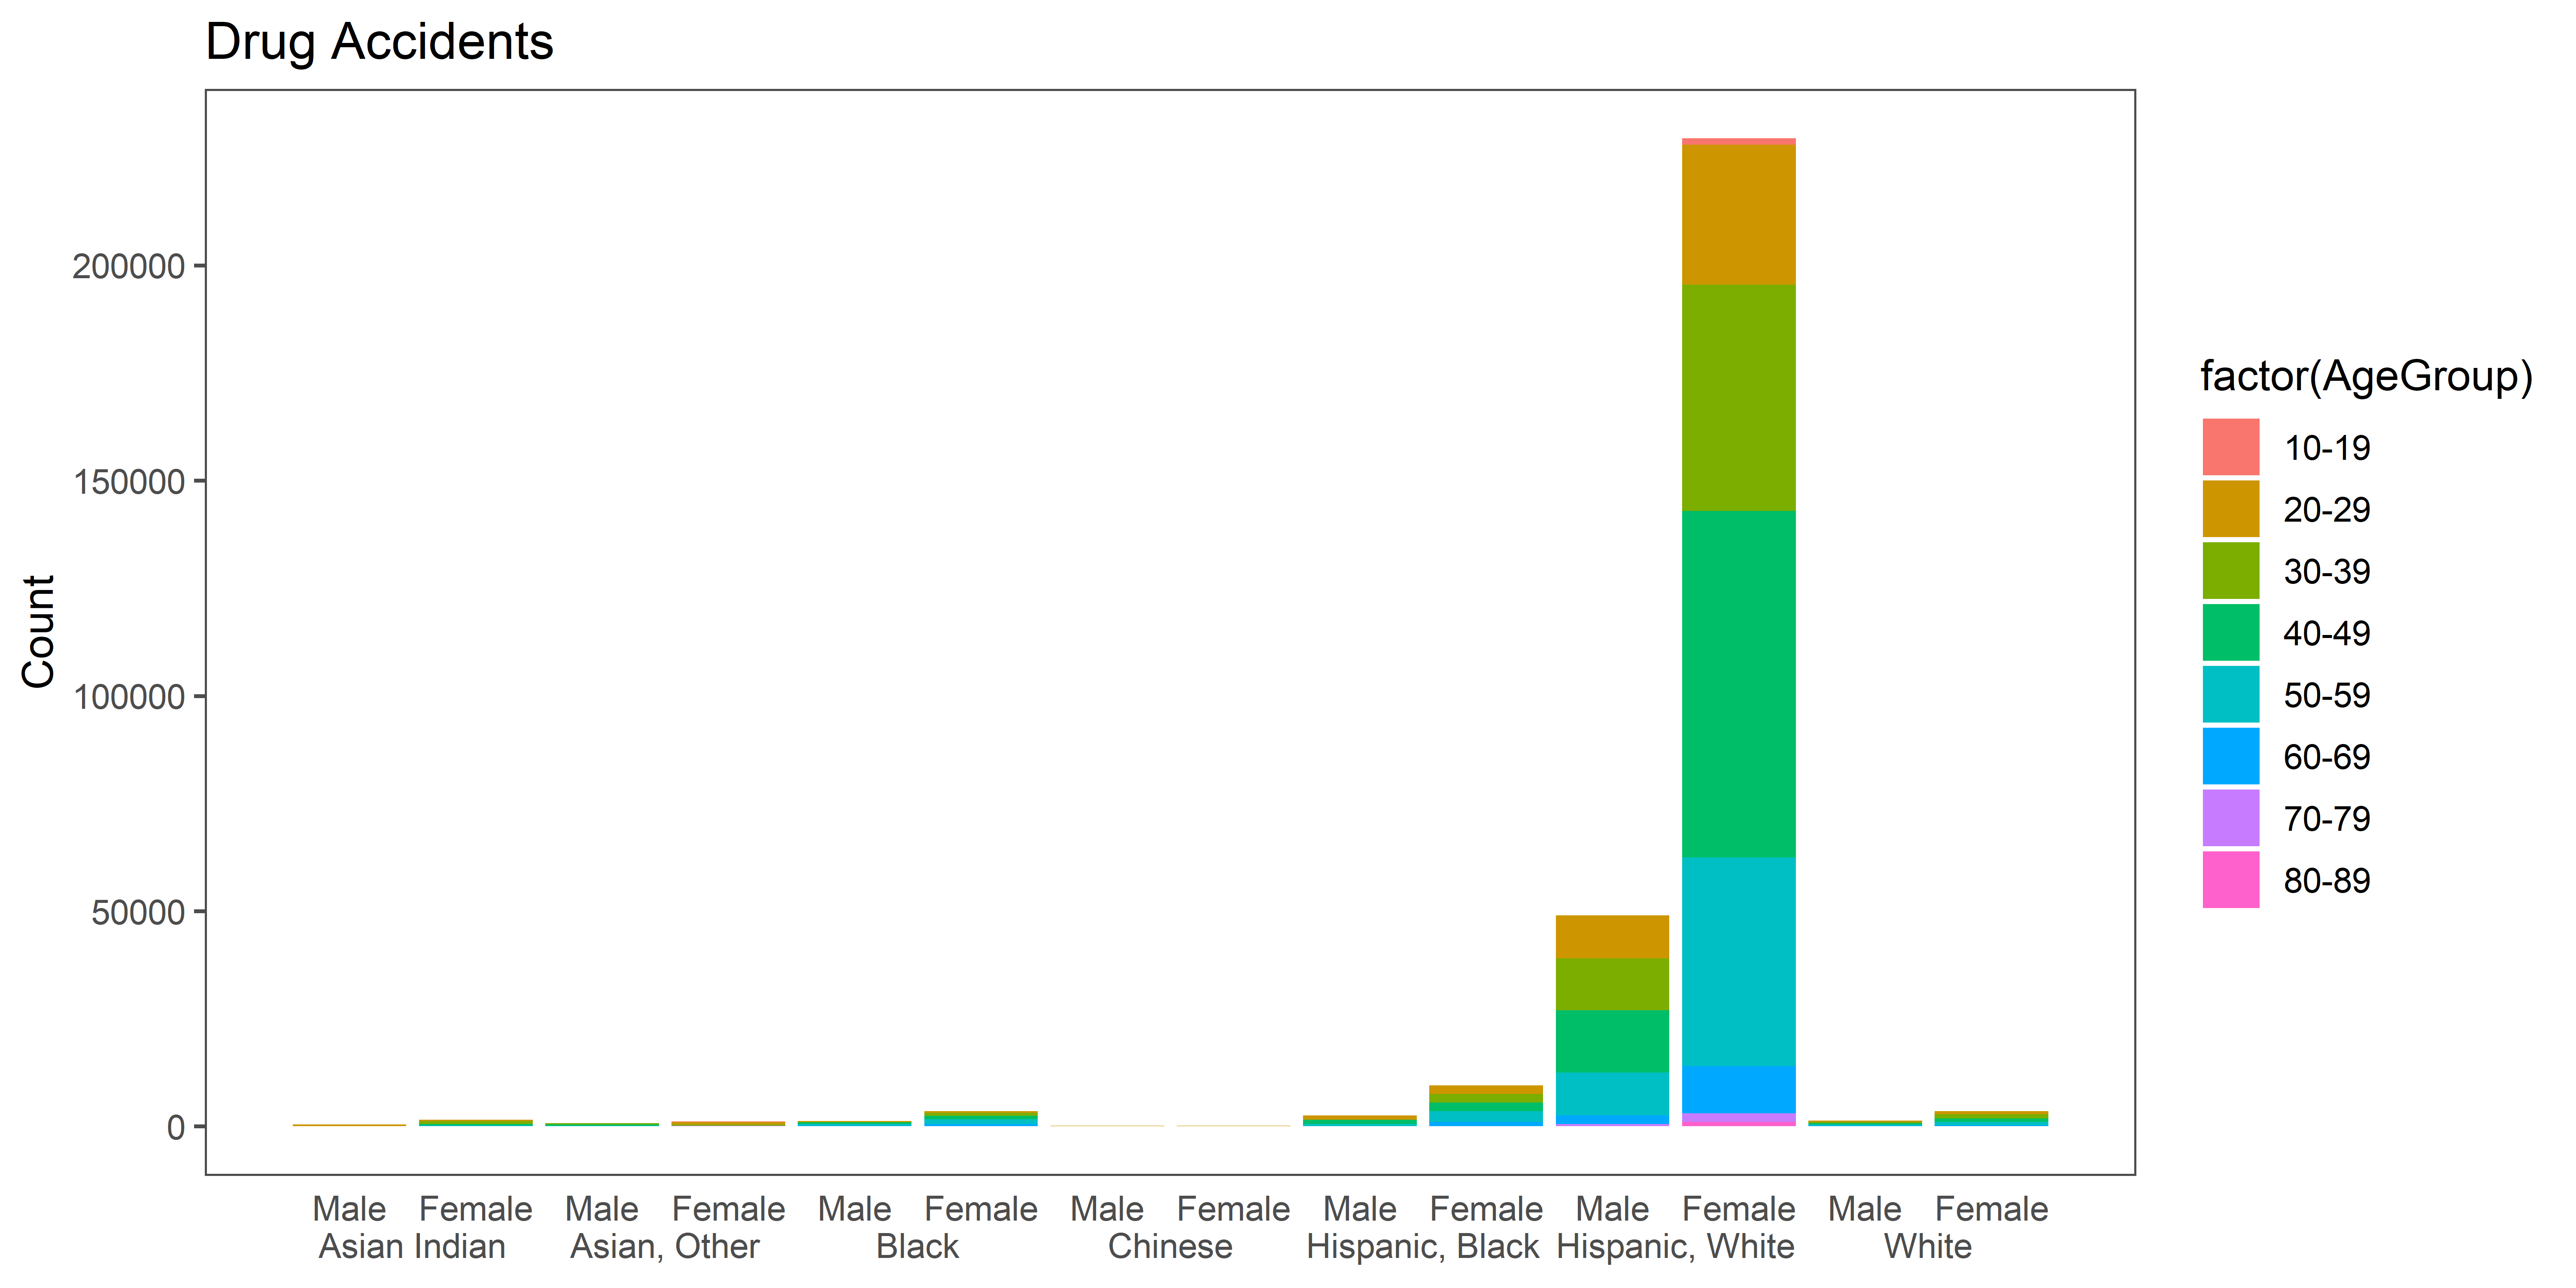 Drug Accidents
Count
200000
150000
100000
50000
0
Male Female Male Female Male Female Male Female Male Female Male Female Male Female
Asian Indian Asian, Other Black Chinese Hispanic, Black Hispanic, White White
factor(AgeGroup)
10-19
20-29
30-39
40-49
50-59
60-69
70-79
80-89